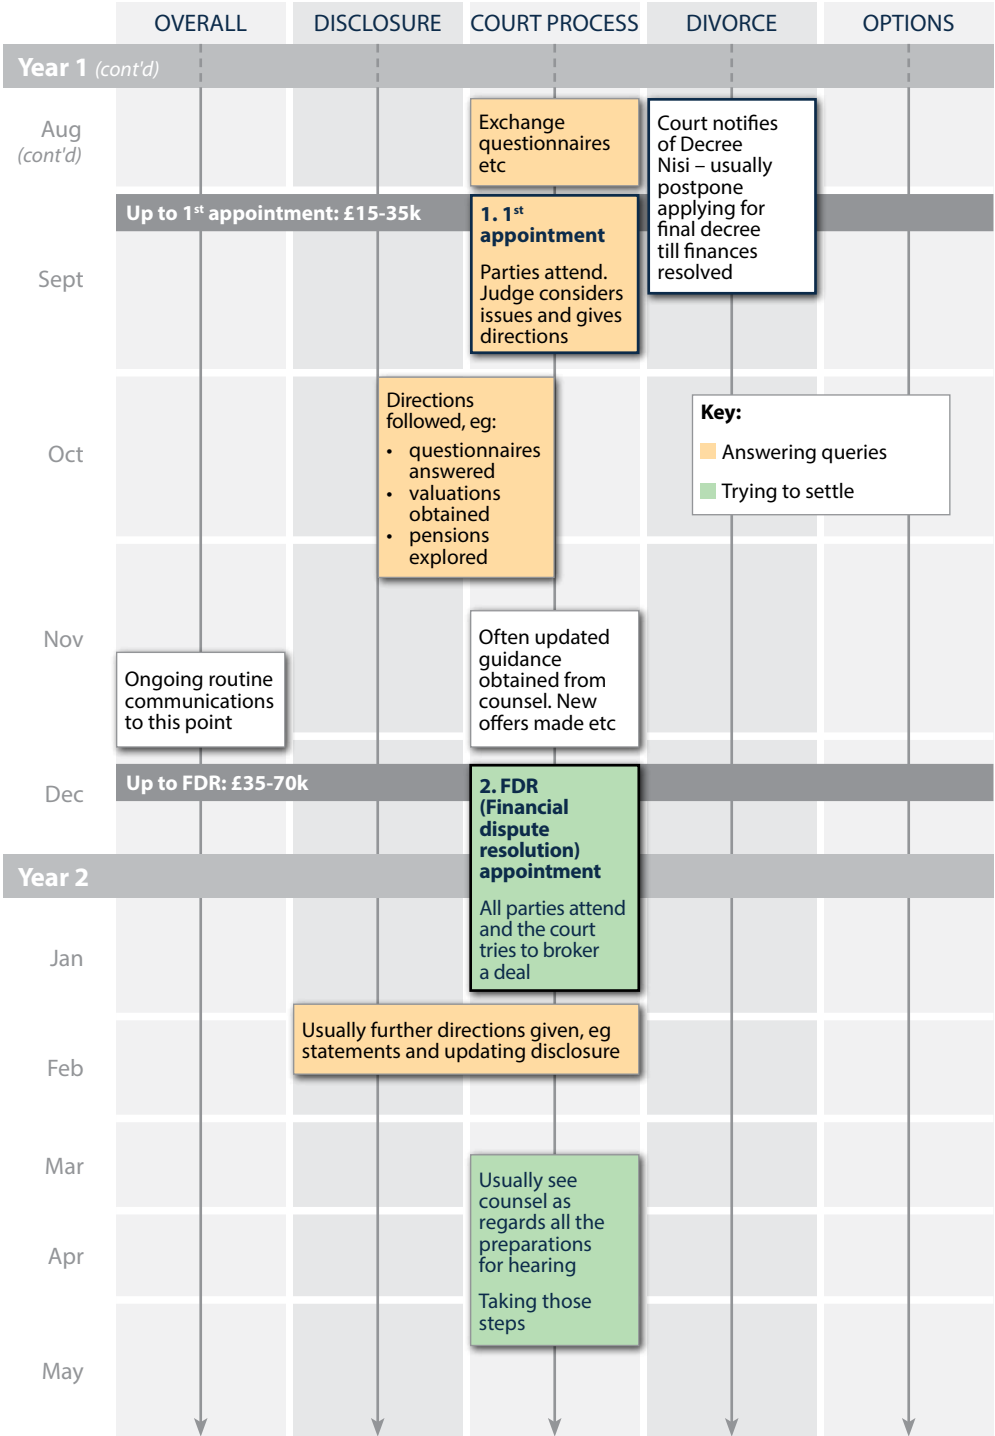 OVERALL
DISCLOSURE
COURT PROCESS
DIVORCE
OPTIONS
Year 1 (cont'd)
Aug
(cont'd)
Exchange
questionnaires
etc
Court notifies
of Decree
Nisi – usually
postpone
applying for
final decree
till finances
resolved
Up to 1st appointment: £15-35k
1. 1st
appointment
Parties attend.
Judge considers
issues and gives
directions
Sept
Directions
followed, eg:
• questionnaires
answered
• valuations
obtained
• pensions
explored
Key:
Answering queries
Trying to settle
Oct
Nov
Often updated
guidance
obtained from
counsel. New
offers made etc
Ongoing routine
communications
to this point
Up to FDR: £35-70k
Dec
2. FDR
(Financial
dispute
resolution)
appointment
All parties attend
and the court
tries to broker
a deal
Year 2
Jan
Usually further directions given, eg
statements and updating disclosure
Feb
Mar
Usually see
counsel as
regards all the
preparations
for hearing
Taking those
steps
Apr
May